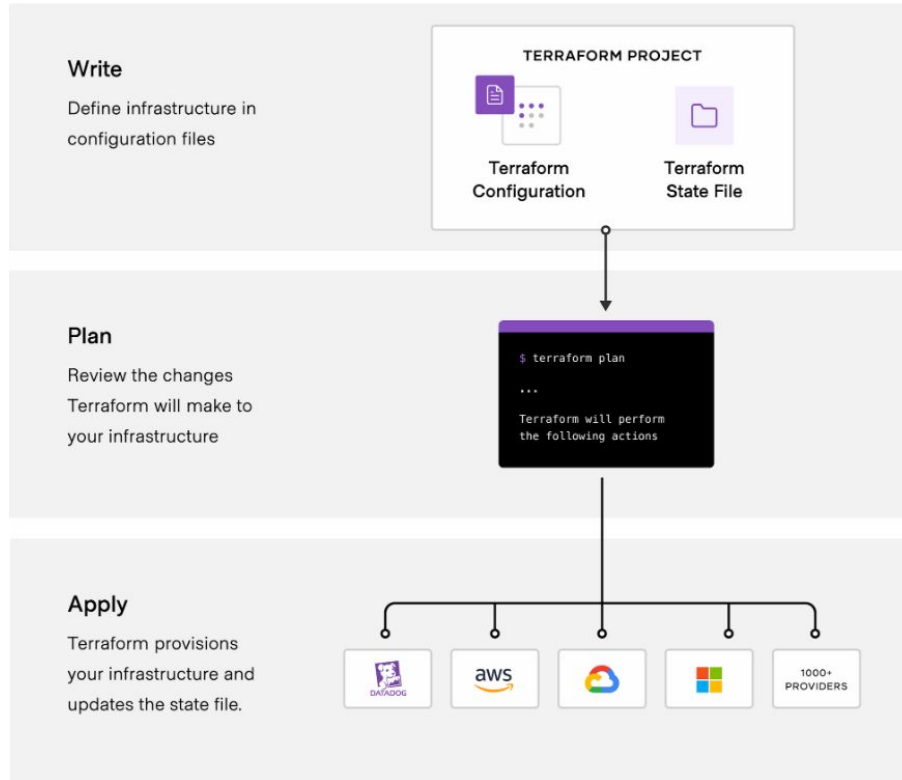 Write
Define infrastructure in
configuration files
TERRAFORM PROJECT
Terraform
Configuration
Terraform
State File
Plan
Review the changes
Terraform will make to
your infrastructure
$ terraform plan
...
Terraform will perform
the following actions
Apply
Terraform provisions
your infrastructure and
updates the state file.
DATADOG
aws
1000+
PROVIDERS